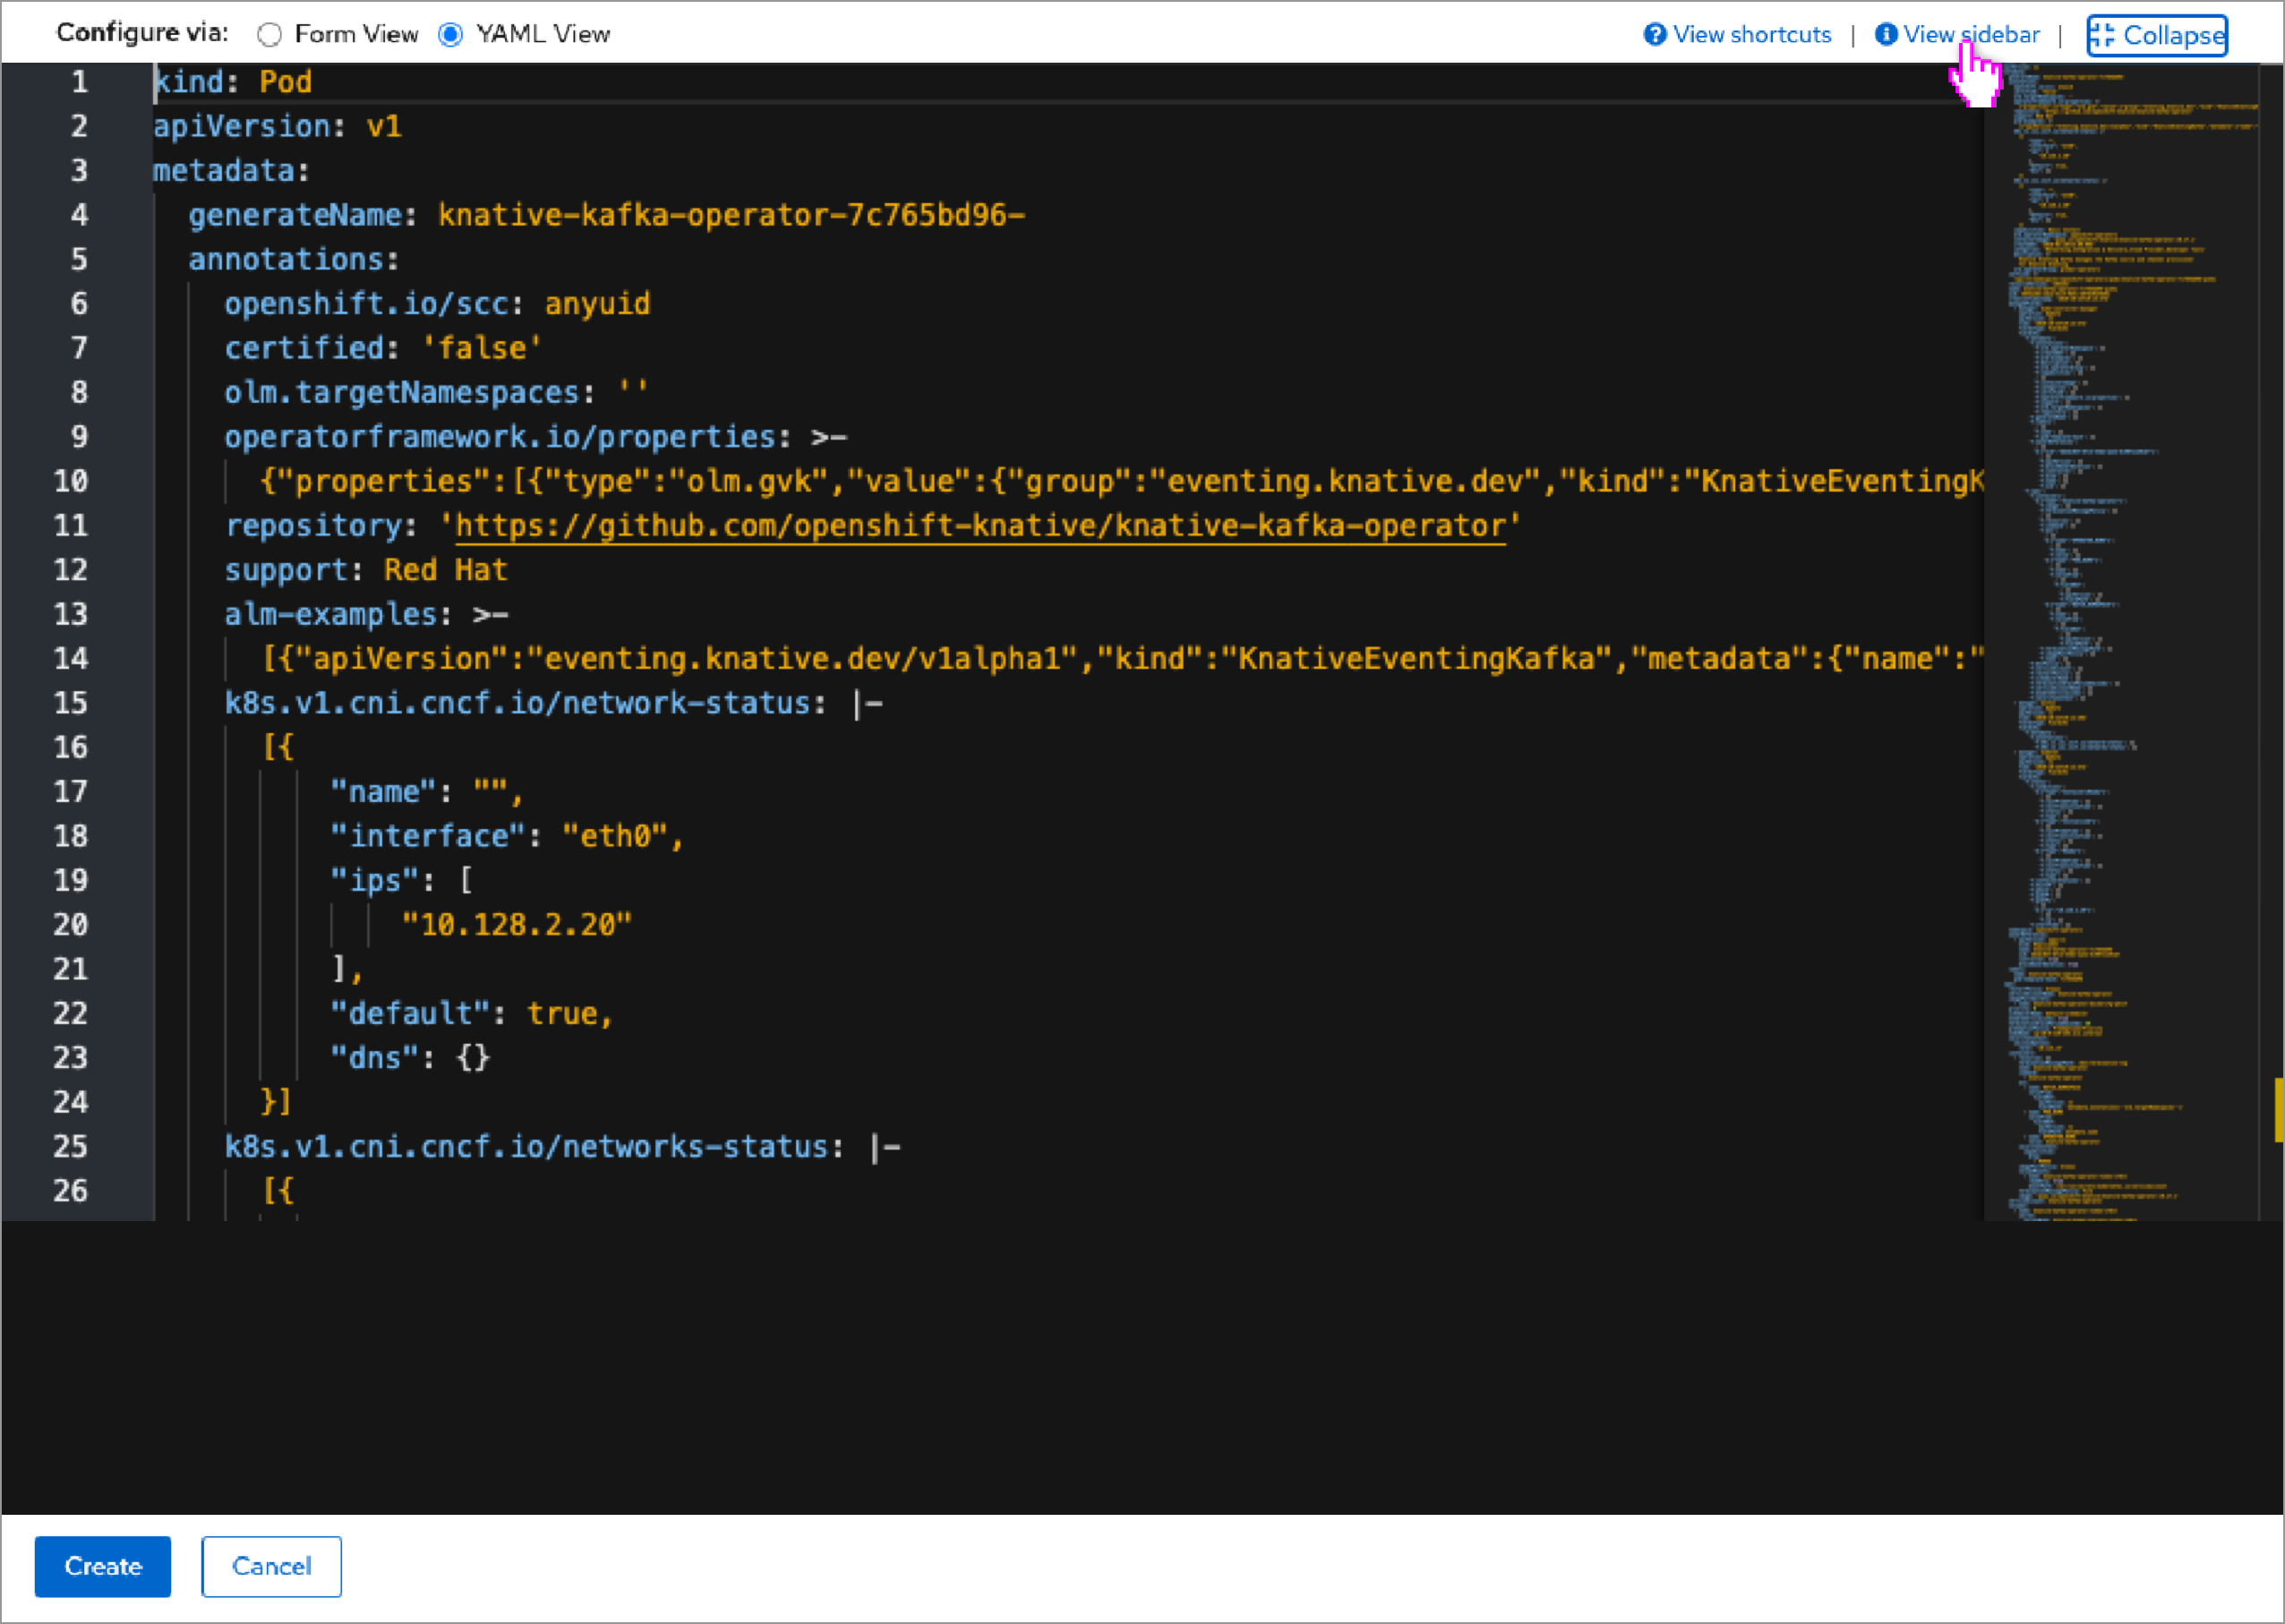 Configure via: Form View YAML View View shortcuts | View sidebar | Collapse
1 kind: Pod
2 apiVersion: v1
3 metadata:
4 generateName: knative-kafka-operator-7c765bd96-
5 annotations:
6 openshift.io/scc: anyuid
7 certified: 'false'
8 olm.targetNamespaces: ''
9 operatorframework.io/properties: >-
10 {"properties":[{"type":"olm.gvk","value":{"group":"eventing.knative.dev","kind":"KnativeEventingK
11 repository: 'https://github.com/openshift-knative/knative-kafka-operator'
12 support: Red Hat
13 alm-examples: >-
14 [{"apiVersion":"eventing.knative.dev/v1alpha1","kind":"KnativeEventingKafka","metadata":{"name":"
15 k8s.v1.cni.cncf.io/network-status: |-
16 [{
17 "name": "",
18 "interface": "eth0",
19 "ips": [
20 "10.128.2.20"
21 ],
22 "default": true,
23 "dns": {}
24 }]
25 k8s.v1.cni.cncf.io/networks-status: |-
26 [{
Create Cancel